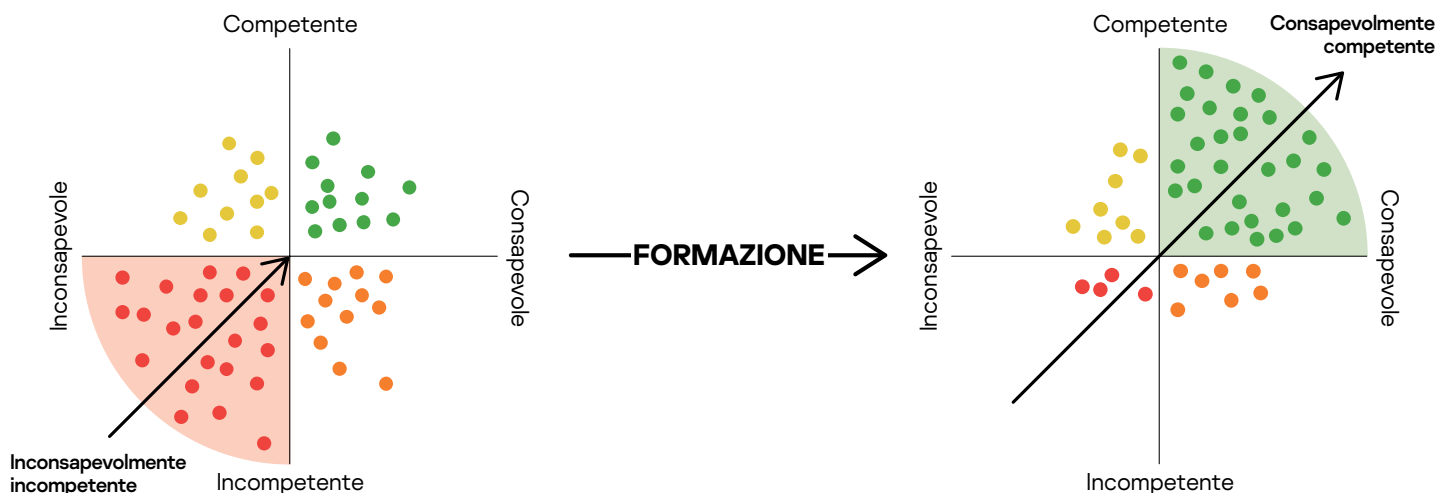 Competente
Inconsapevole
Consapevole
Inconsapevolmente
incompetente
Incompetente
FORMAZIONE
Competente
Consapevolmente
competente
Inconsapevole
Consapevole
Incompetente